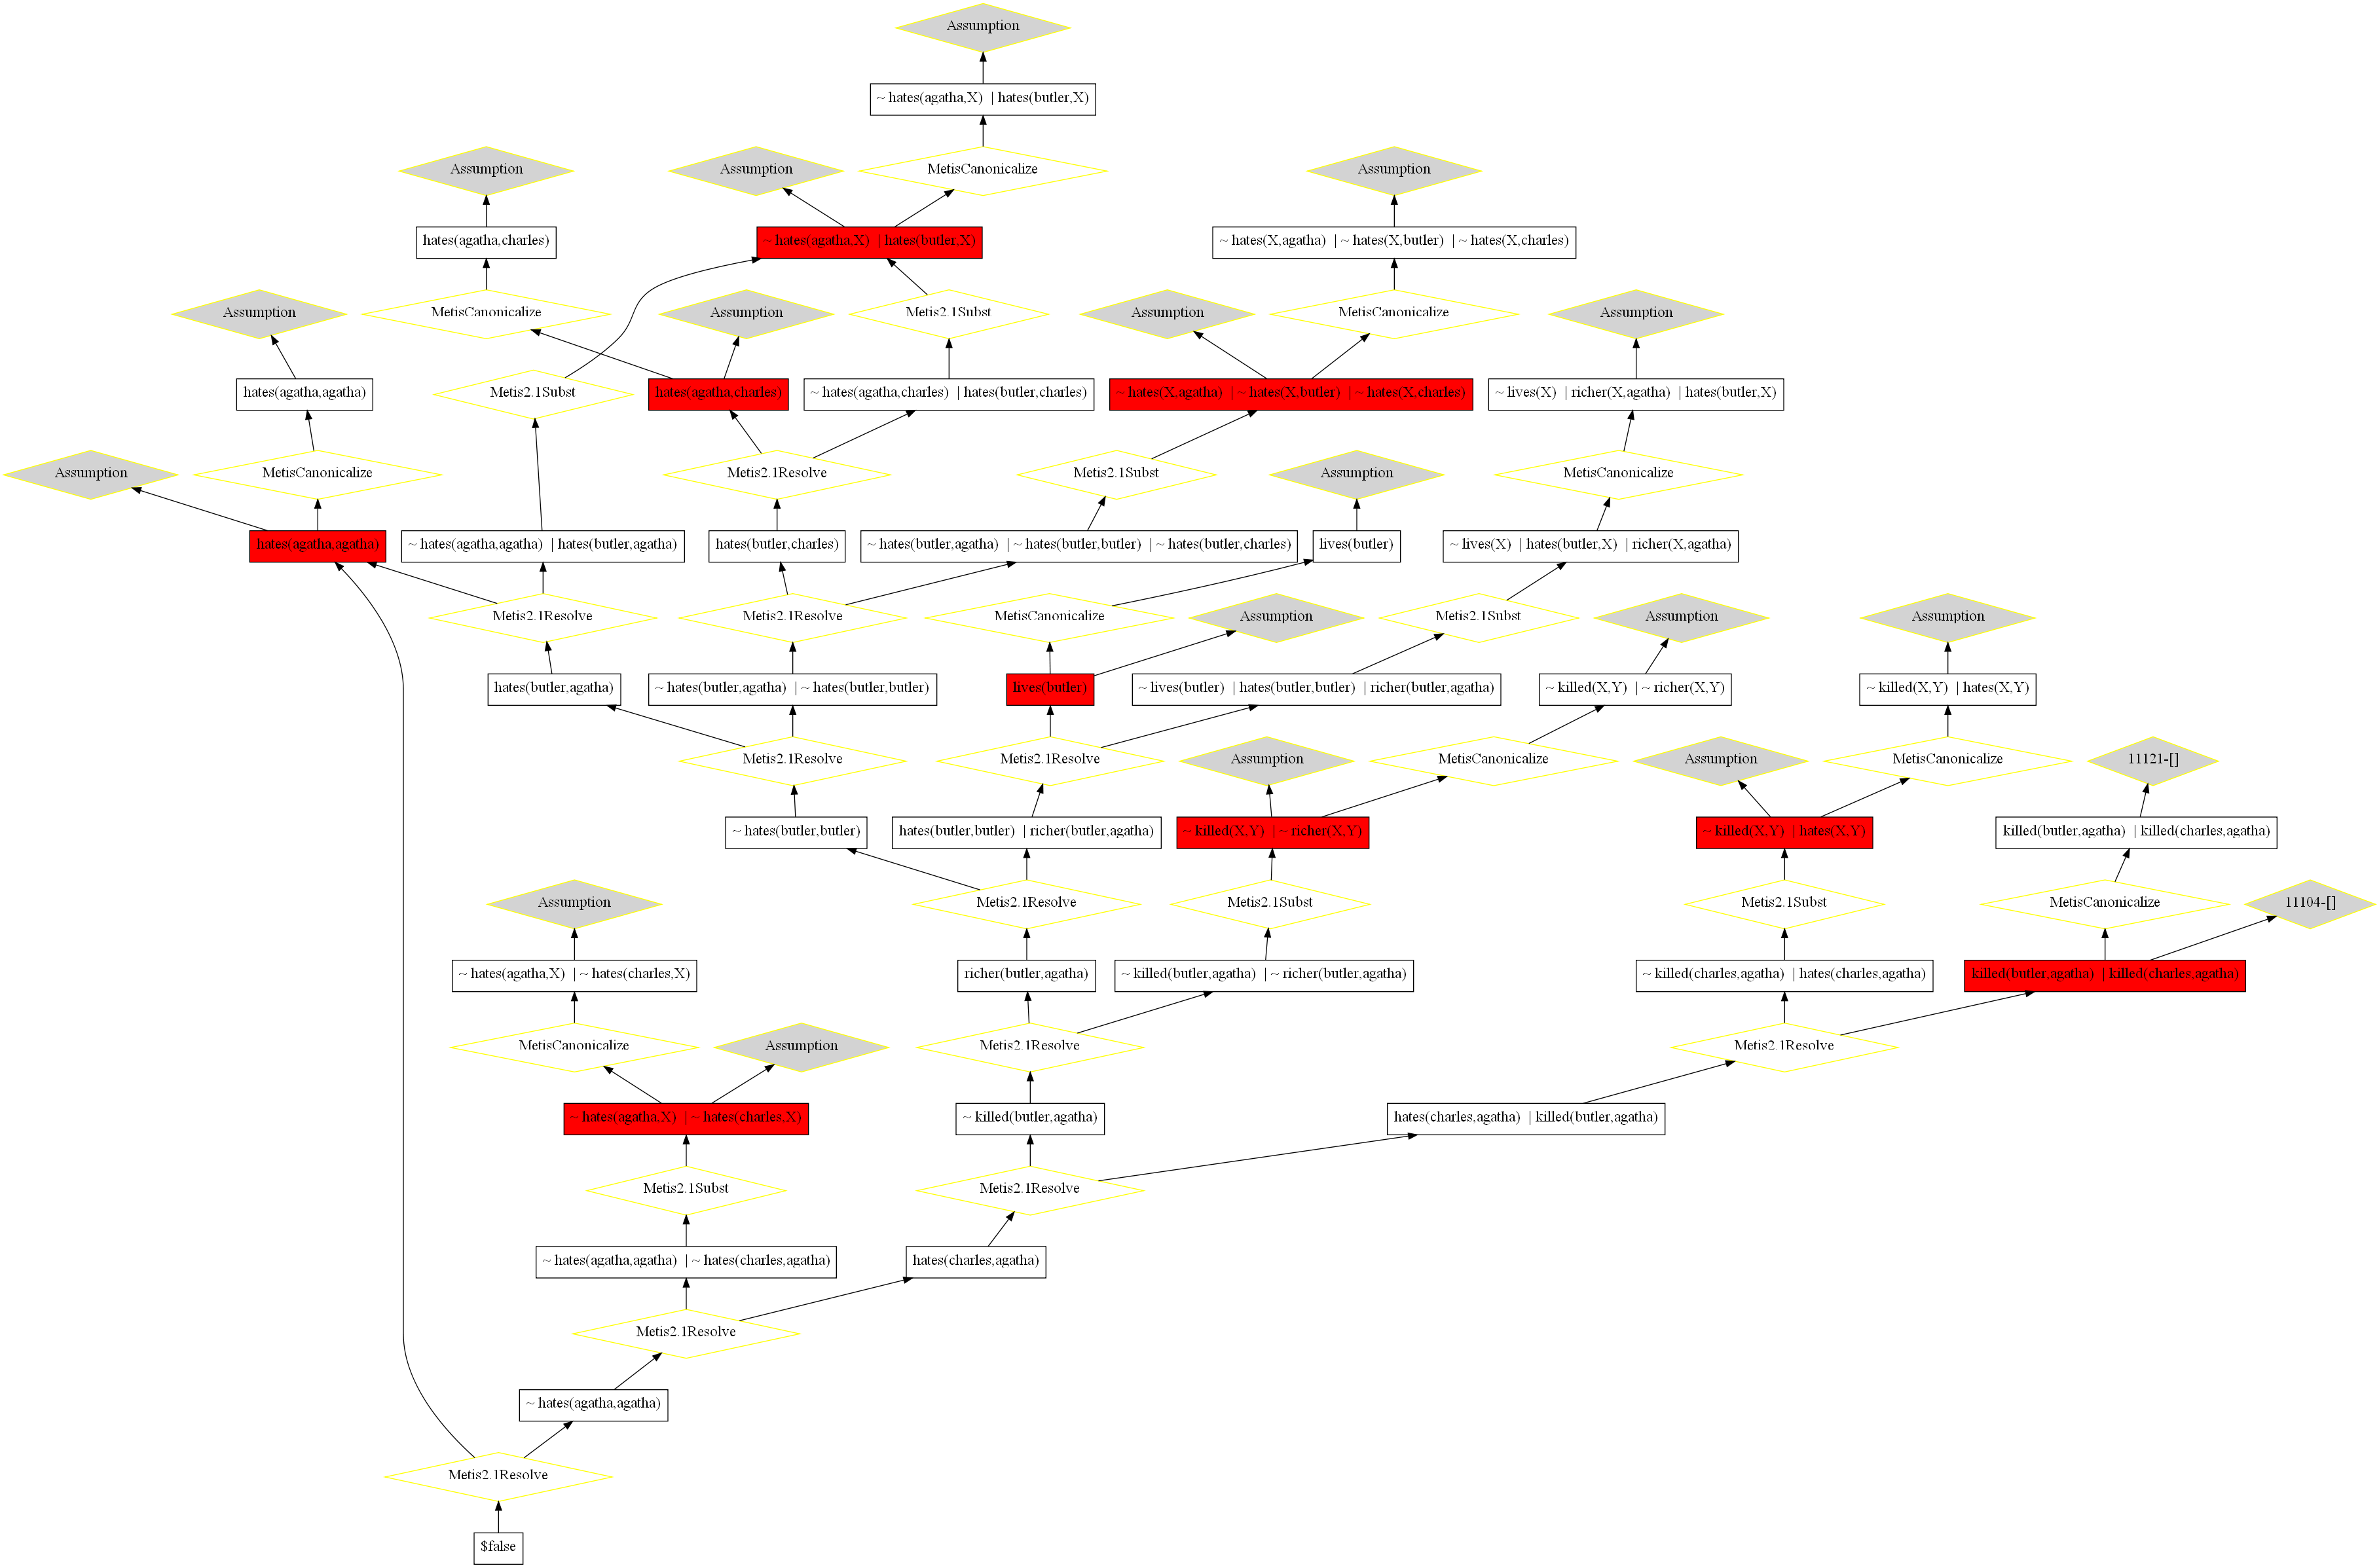 Assumption
~ hates(agatha,X) | hates(butler,X)
Assumption
Assumption
MetisCanonicalize
Assumption
hates(agatha,charles)
~ hates(agatha,X) | hates(butler,X)
~ hates(X,agatha) | ~ hates(X,butler) | ~ hates(X,charles)
Assumption
MetisCanonicalize
Assumption
Metis2.1Subst
Assumption
MetisCanonicalize
Assumption
hates(agatha,agatha)
Metis2.1Subst
hates(agatha,charles)
~ hates(agatha,charles) | hates(butler,charles)
~ hates(X,agatha) | ~ hates(X,butler) | ~ hates(X,charles)
~ lives(X) | richer(X,agatha) | hates(butler,X)
Assumption
MetisCanonicalize
Metis2.1Resolve
Metis2.1Subst
Assumption
MetisCanonicalize
hates(agatha,agatha)
~ hates(agatha,agatha) | hates(butler,agatha)
hates(butler,charles)
~ hates(butler,agatha) | ~ hates(butler,butler) | ~ hates(butler,charles)
lives(butler)
~ lives(X) | hates(butler,X) | richer(X,agatha)
Metis2.1Resolve
Metis2.1Resolve
MetisCanonicalize
Assumption
Metis2.1Subst
Assumption
Assumption
hates(butler,agatha)
~ hates(butler,agatha) | ~ hates(butler,butler)
lives(butler)
~ lives(butler) | hates(butler,butler) | richer(butler,agatha)
~ killed(X,Y) | ~ richer(X,Y)
~ killed(X,Y) | hates(X,Y)
Metis2.1Resolve
Metis2.1Resolve
Assumption
MetisCanonicalize
Assumption
MetisCanonicalize
11121-[]
~ hates(butler,butler)
hates(butler,butler) | richer(butler,agatha)
~ killed(X,Y) | ~ richer(X,Y)
~ killed(X,Y) | hates(X,Y)
killed(butler,agatha) | killed(charles,agatha)
Assumption
Metis2.1Resolve
Metis2.1Subst
Metis2.1Subst
MetisCanonicalize
11104-[]
~ hates(agatha,X) | ~ hates(charles,X)
richer(butler,agatha)
~ killed(butler,agatha) | ~ richer(butler,agatha)
~ killed(charles,agatha) | hates(charles,agatha)
killed(butler,agatha) | killed(charles,agatha)
MetisCanonicalize
Assumption
Metis2.1Resolve
Metis2.1Resolve
~ hates(agatha,X) | ~ hates(charles,X)
~ killed(butler,agatha)
hates(charles,agatha) | killed(butler,agatha)
Metis2.1Subst
Metis2.1Resolve
~ hates(agatha,agatha) | ~ hates(charles,agatha)
hates(charles,agatha)
Metis2.1Resolve
~ hates(agatha,agatha)
Metis2.1Resolve
$false